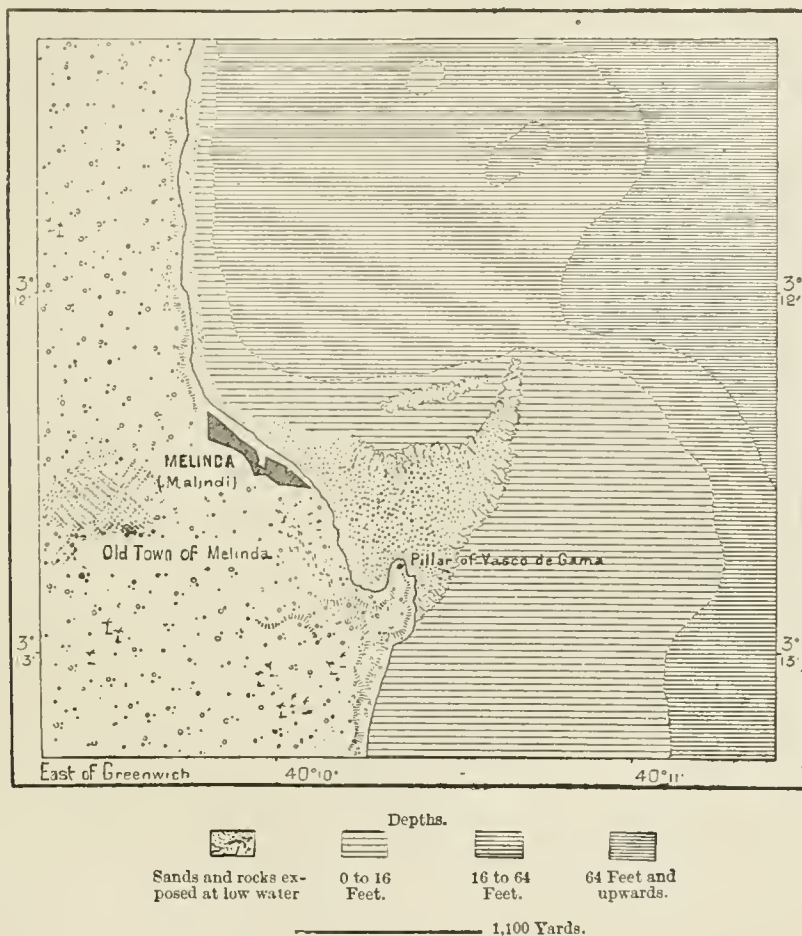 3°
12'
3°
12'
MELINDA
(Malindi)
Old Town of Melinda
Pillar of Vasco de Gama
3°
13'
3°
13'
East of Greenwich
40°10'
40°11'
Depths.
Sands and rocks ex-
posed at low water
0 to 16
Feet.
16 to 64
Feet.
64 Feet and
upwards.
1,100 Yards.